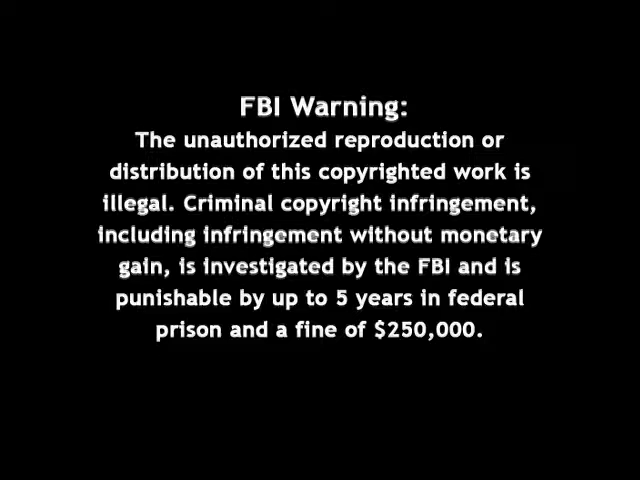 FBI Warning:
The unauthorized reproduction or
distribution of this copyrighted work is
illegal. Criminal copyright infringement,
including infringement without monetary
gain, is investigated by the FBI and is
punishable by up to 5 years in federal
prison and a fine of $250,000.